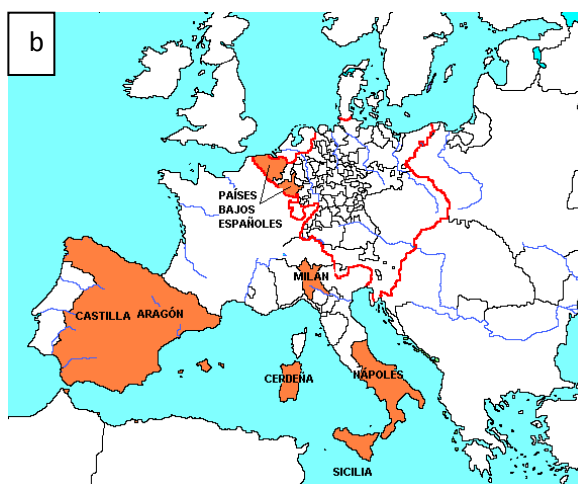 b
PAÍSES
BAJOS
ESPAÑOLES
MILÁN
CASTILLA
ARAGÓN
CERDEÑA
NÁPOLES
SICILIA